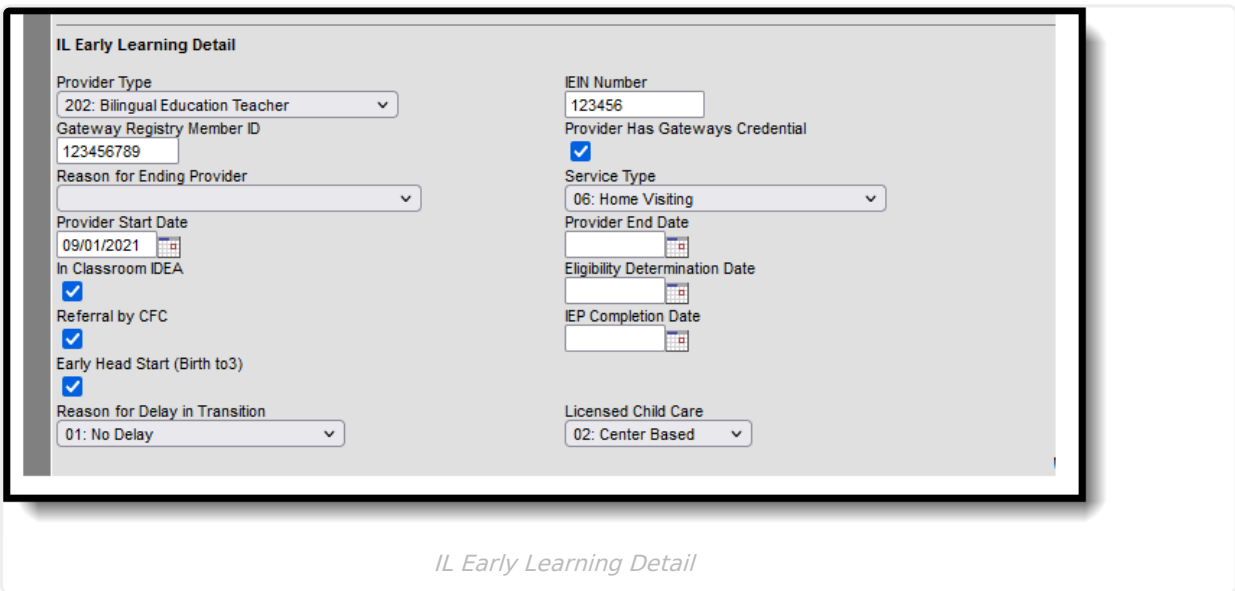 IL Early Learning Detail
Provider Type
IEIN Number
202: Bilingual Education Teacher
123456
Gateway Registry Member ID
Provider Has Gateways Credential
123456789
Reason for Ending Provider
Service Type
06: Home Visiting
Provider Start Date
Provider End Date
09/01/2021
In Classroom IDEA
Eligibility Determination Date
Referral by CFC
IEP Completion Date
Early Head Start (Birth to3)
Reason for Delay in Transition
Licensed Child Care
01: No Delay
02: Center Based
IL Early Learning Detail